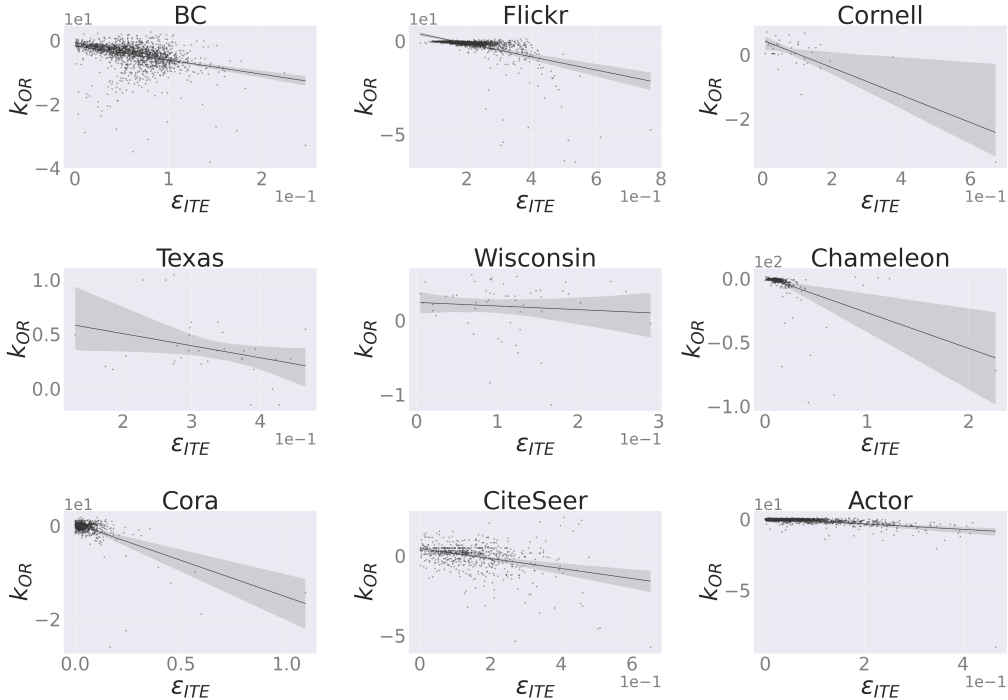 BC
1e1
0
−2
−4
k_OR
0
1
2
1e−1
ε_ITE
Flickr
1e1
0
−5
k_OR
2
4
6
8
1e−1
ε_ITE
Cornell
0
−2
k_OR
0
2
4
6
1e−1
ε_ITE
Texas
1.0
0.5
0.0
k_OR
2
3
4
1e−1
ε_ITE
Wisconsin
0
−1
k_OR
0
1
2
3
1e−1
ε_ITE
Chameleon
1e2
0.0
−0.5
−1.0
k_OR
0
1
2
ε_ITE
Cora
1e1
0
−2
k_OR
0.0
0.5
1.0
ε_ITE
CiteSeer
0
−5
k_OR
0
2
4
6
1e−1
ε_ITE
Actor
1e1
0
−5
k_OR
0
2
4
1e−1
ε_ITE